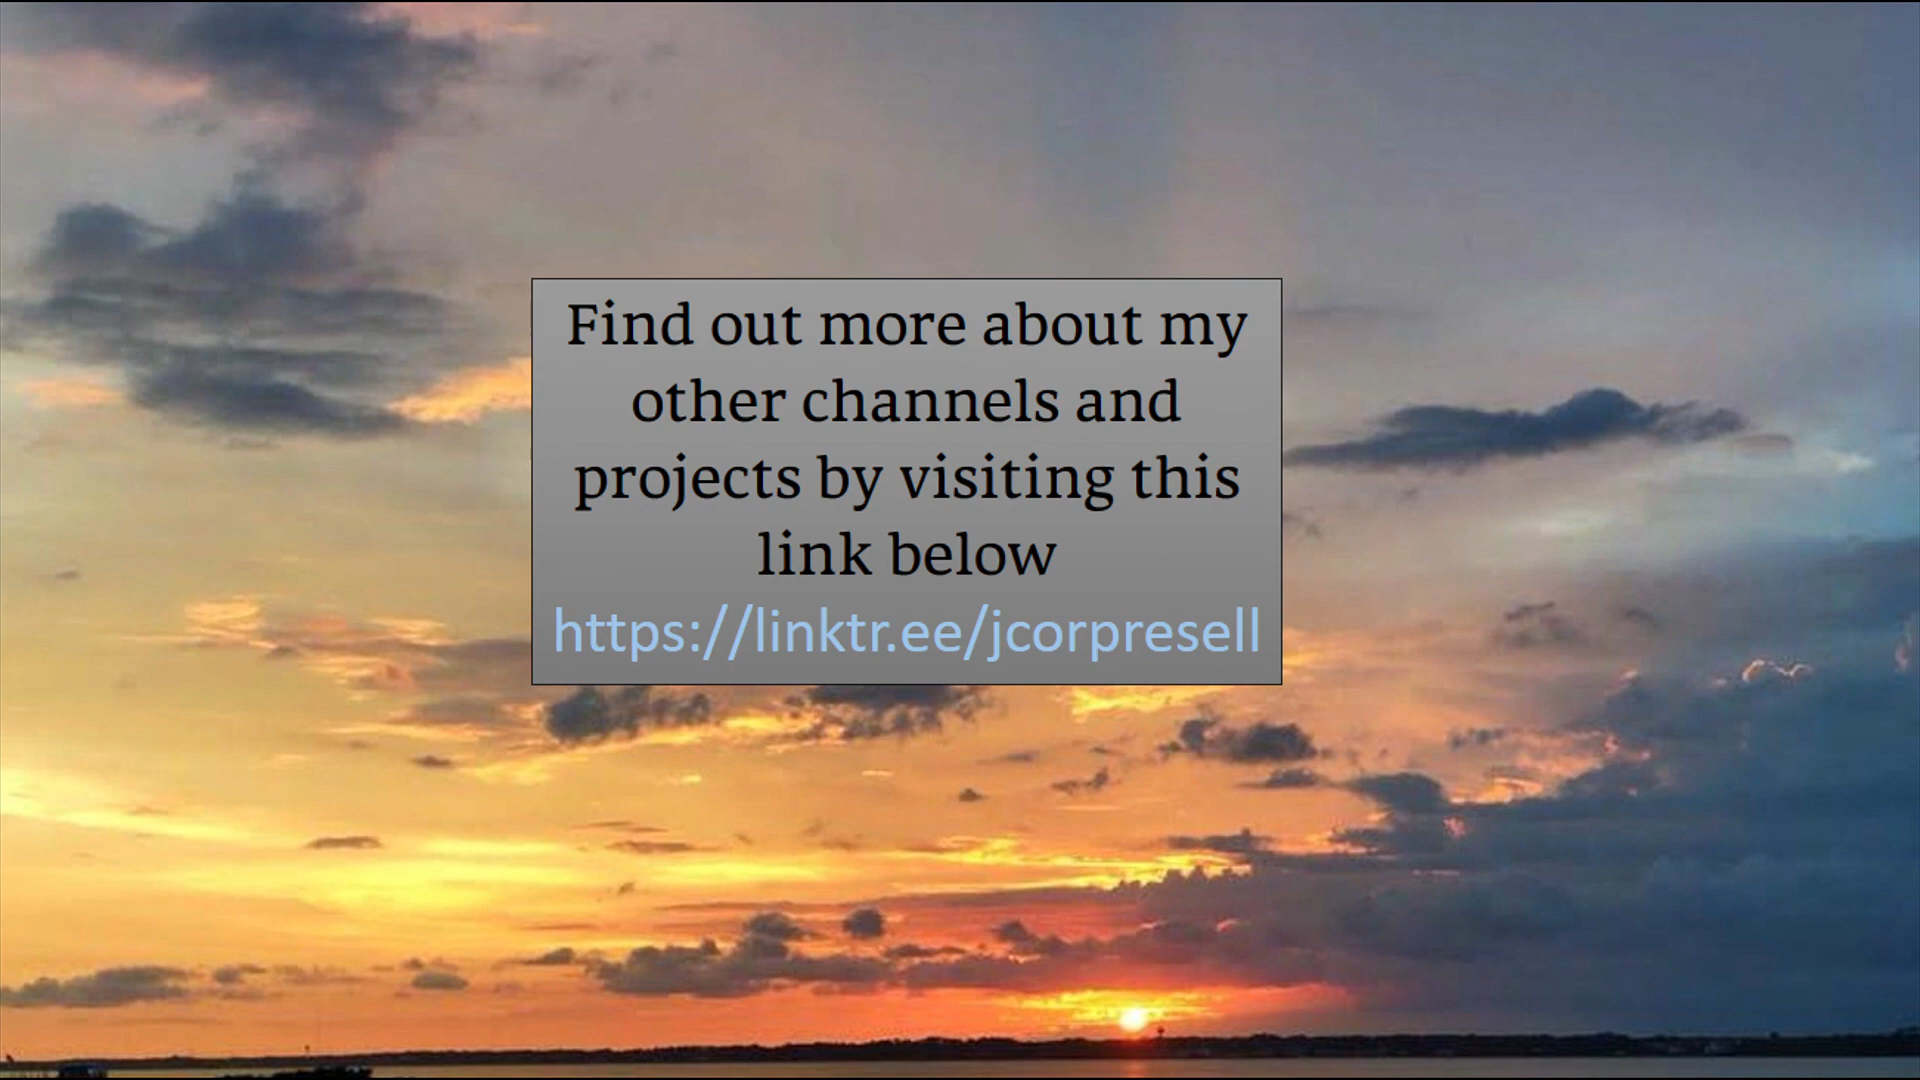 Find out more about my
other channels and
projects by visiting this
link below
https://linktr.ee/jcorpresell